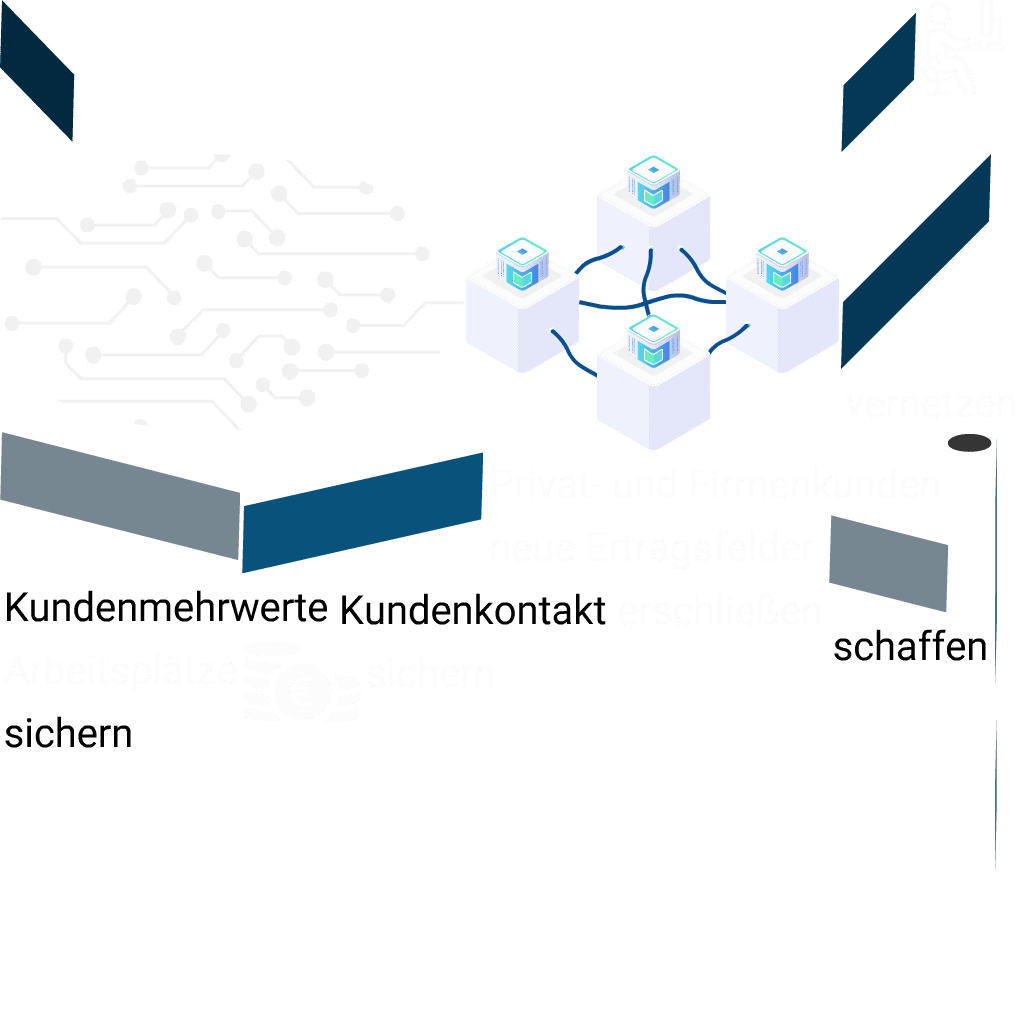 vernetzen
Privat- und Firmenkunden
neue Ertragsfelder
Kundenmehrwerte
Kundenkontakt
erschließen
schaffen
Arbeitsplätze
sichern
sichern